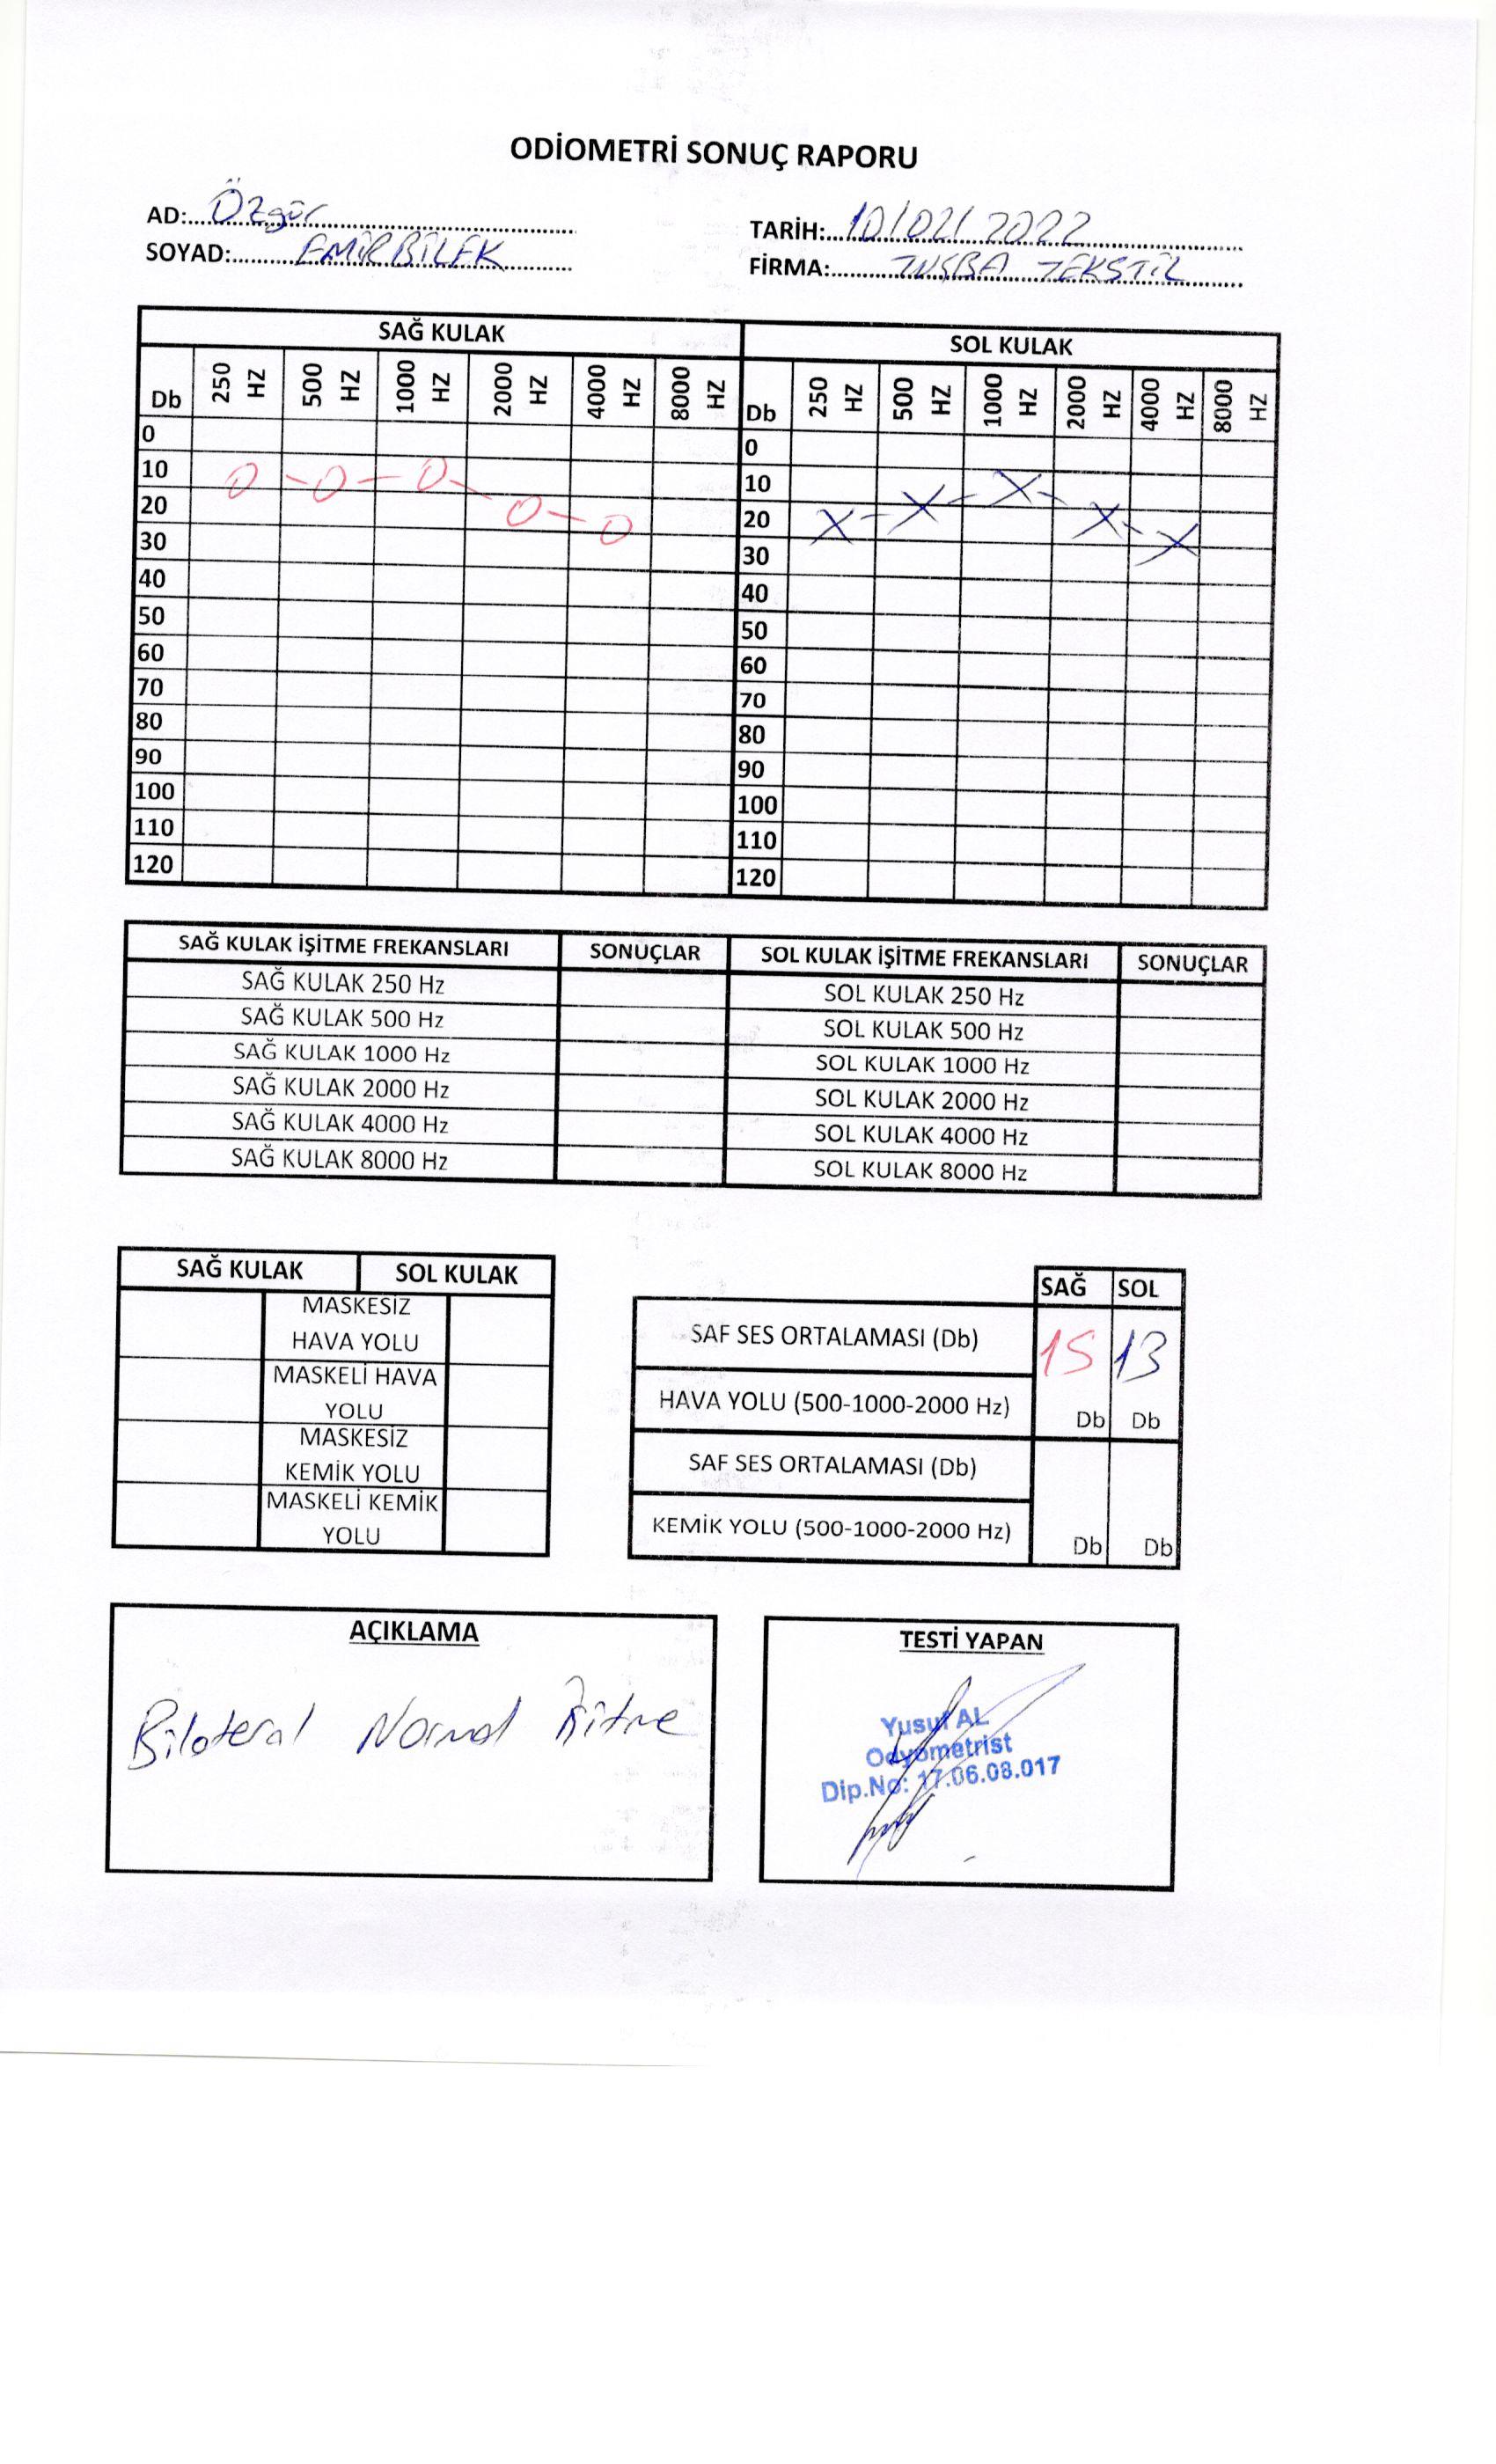 ODİOMETRİ SONUÇ RAPORU
AD: Özgür TARİH: 10/02/2022
SOYAD: EMİRBİLEK FİRMA: TUŞBA TEKSTİL
SAĞ KULAK SOL KULAK
Db 250 HZ 500 HZ 1000 HZ 2000 HZ 4000 HZ 8000 HZ Db 250 HZ 500 HZ 1000 HZ 2000 HZ 4000 HZ 8000 HZ
0 0
10 10
20 20
30 30
40 40
50 50
60 60
70 70
80 80
90 90
100 100
110 110
120 120
SAĞ KULAK İŞİTME FREKANSLARI SONUÇLAR SOL KULAK İŞİTME FREKANSLARI SONUÇLAR
SAĞ KULAK 250 Hz SOL KULAK 250 Hz
SAĞ KULAK 500 Hz SOL KULAK 500 Hz
SAĞ KULAK 1000 Hz SOL KULAK 1000 Hz
SAĞ KULAK 2000 Hz SOL KULAK 2000 Hz
SAĞ KULAK 4000 Hz SOL KULAK 4000 Hz
SAĞ KULAK 8000 Hz SOL KULAK 8000 Hz
SAĞ KULAK SOL KULAK
MASKESİZ
HAVA YOLU
MASKELİ HAVA
YOLU
MASKESİZ
KEMİK YOLU
MASKELİ KEMİK
YOLU
SAĞ SOL
SAF SES ORTALAMASI (Db) 15 13
HAVA YOLU (500-1000-2000 Hz) Db Db
SAF SES ORTALAMASI (Db)
KEMİK YOLU (500-1000-2000 Hz) Db Db
AÇIKLAMA
Bilateral Normal İşitme
TESTİ YAPAN
Yusuf AL
Odyometrist
Dip.No: 17.06.08.017